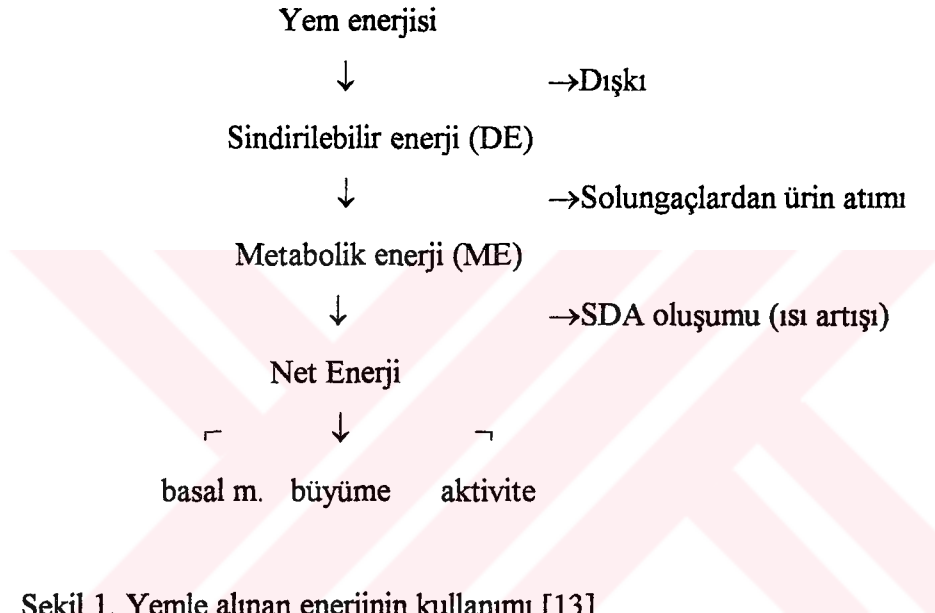 Yem enerjisi
↓ →Dışkı
Sindirilebilir enerji (DE)
↓ →Solungaçlardan ürin atımı
Metabolik enerji (ME)
↓ →SDA oluşumu (ısı artışı)
Net Enerji
┌ ↓ ┐
basal m. büyüme aktivite
Şekil 1. Yemle alınan enerjinin kullanımı [13]